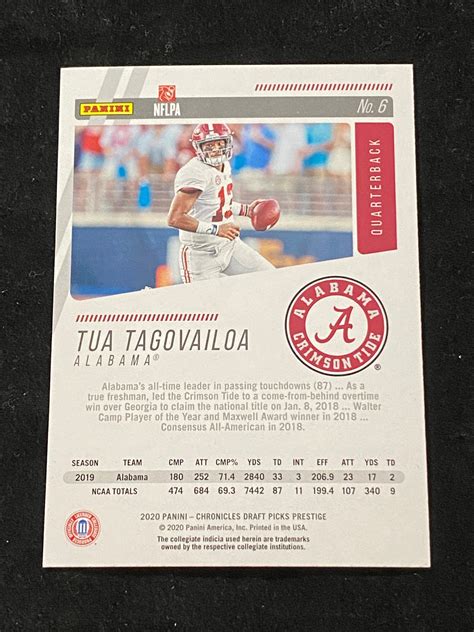 PANINI
NFLPA
No. 6
QUARTERBACK
13
ALABAMA
A
CRIMSON TIDE
®
TUA TAGOVAILOA
ALABAMA®
Alabama's all-time leader in passing touchdowns (87) ... As a
true freshman, led the Crimson Tide to a come-from-behind overtime
win over Georgia to claim the national title on Jan. 8, 2018 ... Walter
Camp Player of the Year and Maxwell Award winner in 2018 ...
Consensus All-American in 2018.
SEASON TEAM CMP ATT CMP% YDS TD INT EFF ATT YDS TD
2019 Alabama 180 252 71.4 2840 33 3 206.9 23 17 2
NCAA TOTALS 474 684 69.3 7442 87 11 199.4 107 340 9
2020 PANINI – CHRONICLES DRAFT PICKS PRESTIGE
© 2020 Panini America, Inc. Printed in the USA.
The collegiate indicia used herein are trademarks
owned by the respective collegiate institutions.